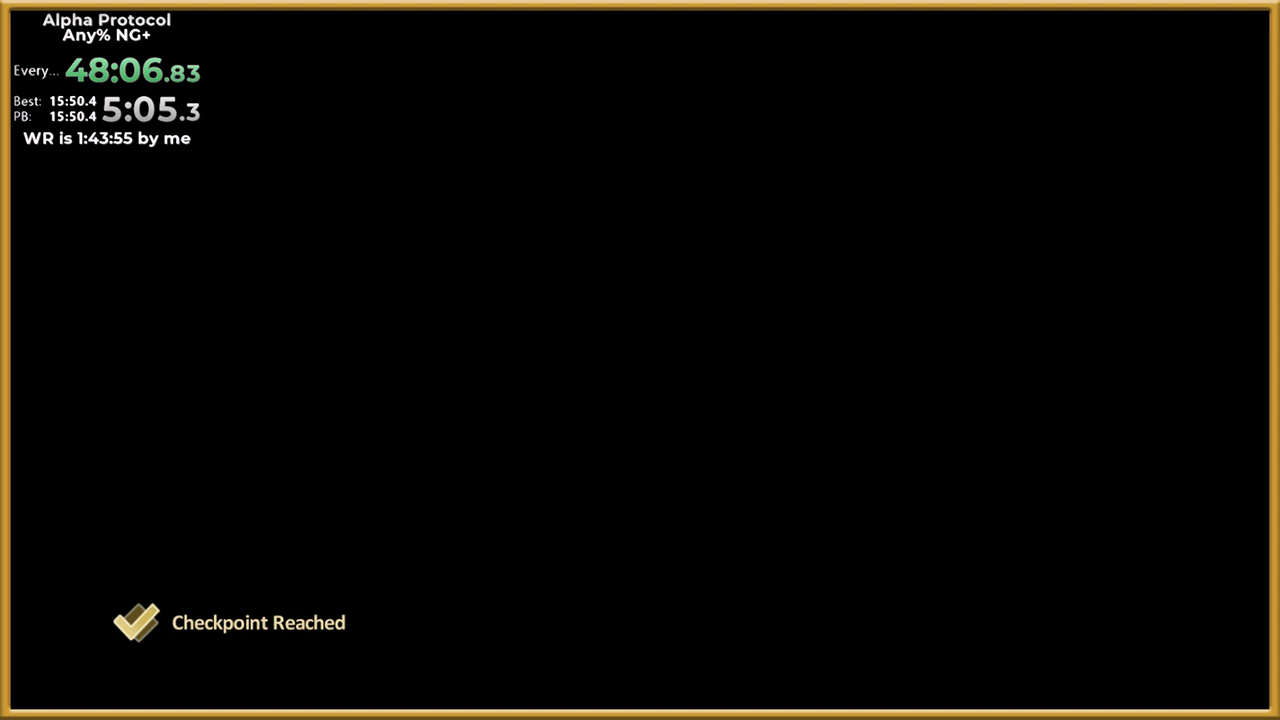 Alpha Protocol
Any% NG+
Every... 48:06.83
Best: 15:50.4 5:05.3
PB: 15:50.4
WR is 1:43:55 by me
Checkpoint Reached